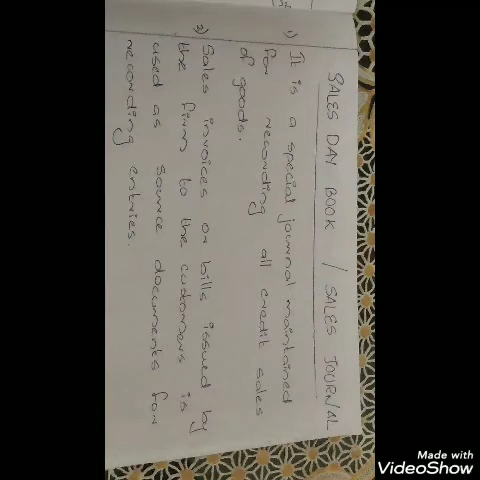 SALES DAY BOOK / SALES JOURNAL
1) It is a special journal maintained
for recording all credit sales
of goods.
2) Sales invoices or bills issued by
the firm to the customers is
used as source documents for
recording entries.
Made with
VideoShow